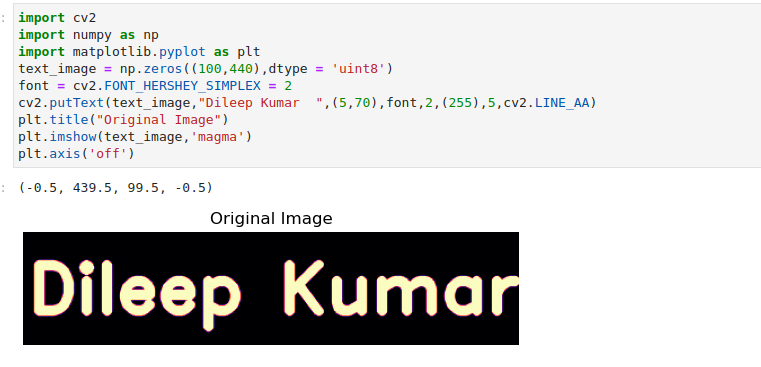 :
import cv2
import numpy as np
import matplotlib.pyplot as plt
text_image = np.zeros((100,440),dtype = 'uint8')
font = cv2.FONT_HERSHEY_SIMPLEX = 2
cv2.putText(text_image,"Dileep Kumar  ",(5,70),font,2,(255),5,cv2.LINE_AA)
plt.title("Original Image")
plt.imshow(text_image,'magma')
plt.axis('off')
:
(-0.5, 439.5, 99.5, -0.5)
Original Image
Dileep Kumar